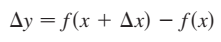 Δy = f(x + Δx) − f(x)